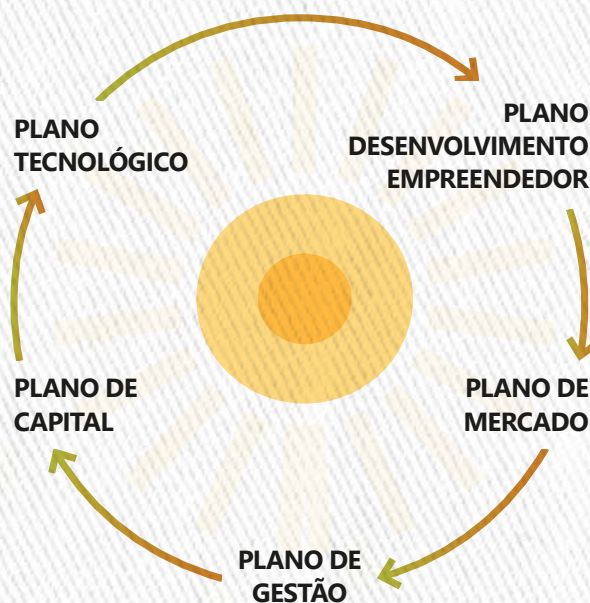 PLANO
TECNOLÓGICO
PLANO
DESENVOLVIMENTO
EMPREENDEDOR
PLANO DE
CAPITAL
PLANO DE
MERCADO
PLANO DE
GESTÃO